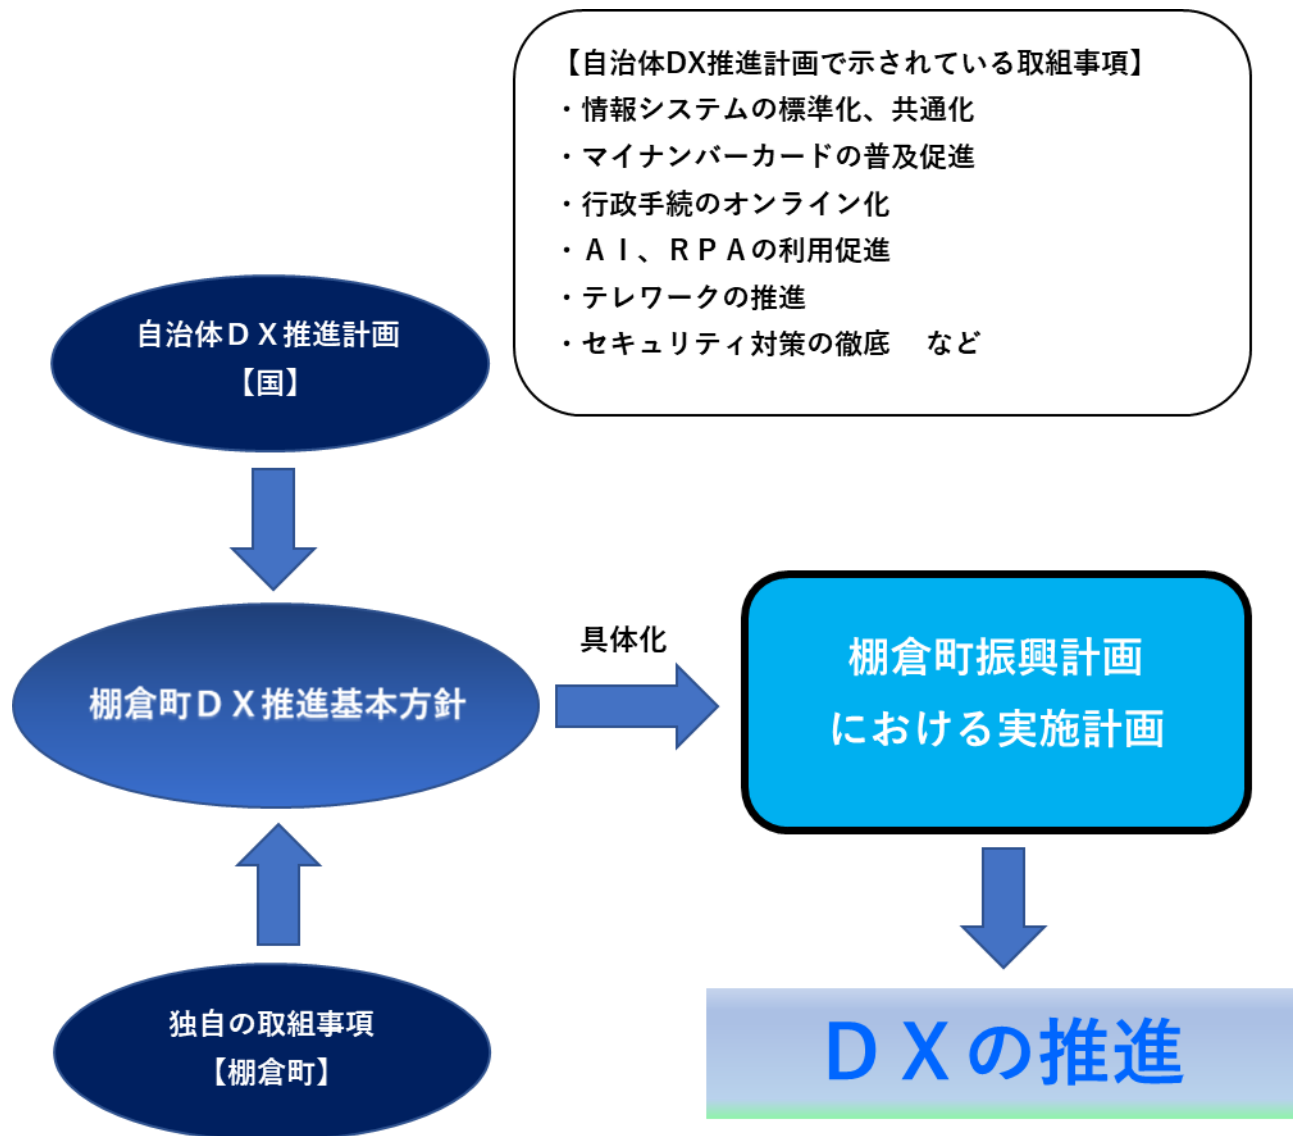 【自治体DX推進計画で示されている取組事項】
・情報システムの標準化、共通化
・マイナンバーカードの普及促進
・行政手続のオンライン化
・ＡＩ、ＲＰＡの利用促進
・テレワークの推進
・セキュリティ対策の徹底　など
自治体ＤＸ推進計画
【国】
棚倉町ＤＸ推進基本方針
具体化
棚倉町振興計画
における実施計画
独自の取組事項
【棚倉町】
ＤＸの推進